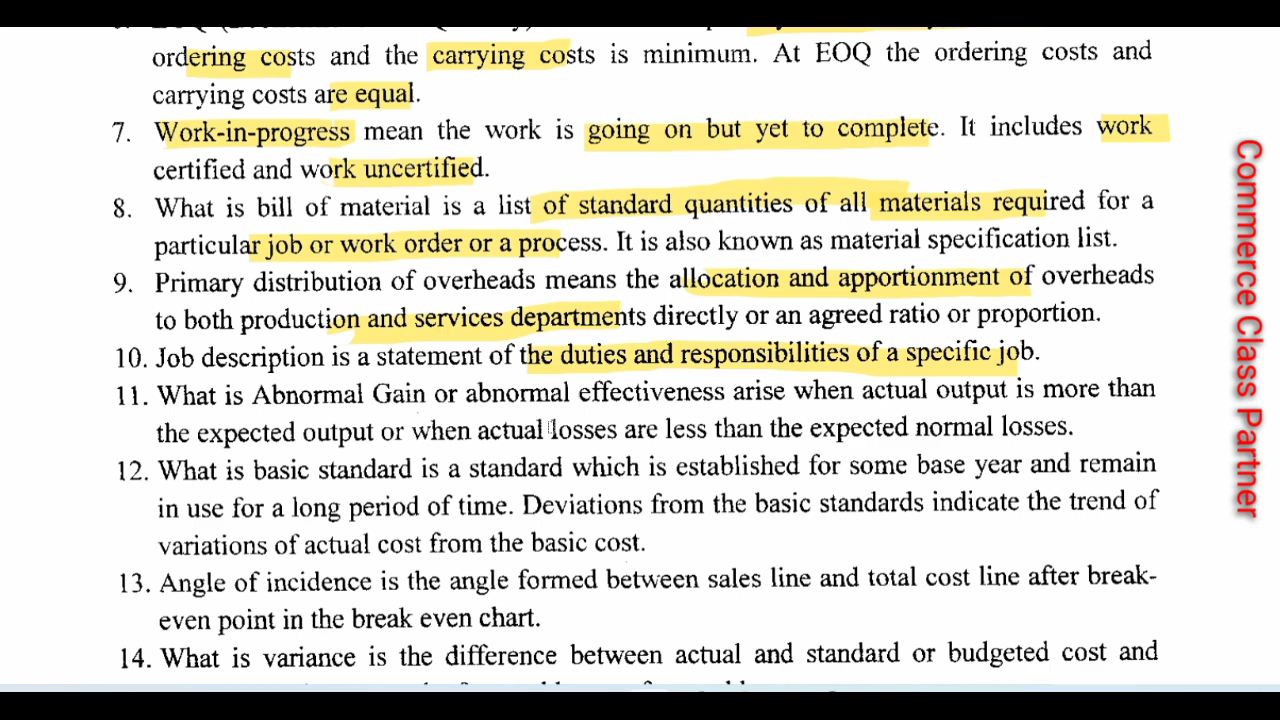 ordering costs and the carrying costs is minimum. At EOQ the ordering costs and
carrying costs are equal.
7. Work-in-progress mean the work is going on but yet to complete. It includes work
certified and work uncertified.
8. What is bill of material is a list of standard quantities of all materials required for a
particular job or work order or a process. It is also known as material specification list.
9. Primary distribution of overheads means the allocation and apportionment of overheads
to both production and services departments directly or an agreed ratio or proportion.
10. Job description is a statement of the duties and responsibilities of a specific job.
11. What is Abnormal Gain or abnormal effectiveness arise when actual output is more than
the expected output or when actual losses are less than the expected normal losses.
12. What is basic standard is a standard which is established for some base year and remain
in use for a long period of time. Deviations from the basic standards indicate the trend of
variations of actual cost from the basic cost.
13. Angle of incidence is the angle formed between sales line and total cost line after break-
even point in the break even chart.
14. What is variance is the difference between actual and standard or budgeted cost and
Commerce Class Partner